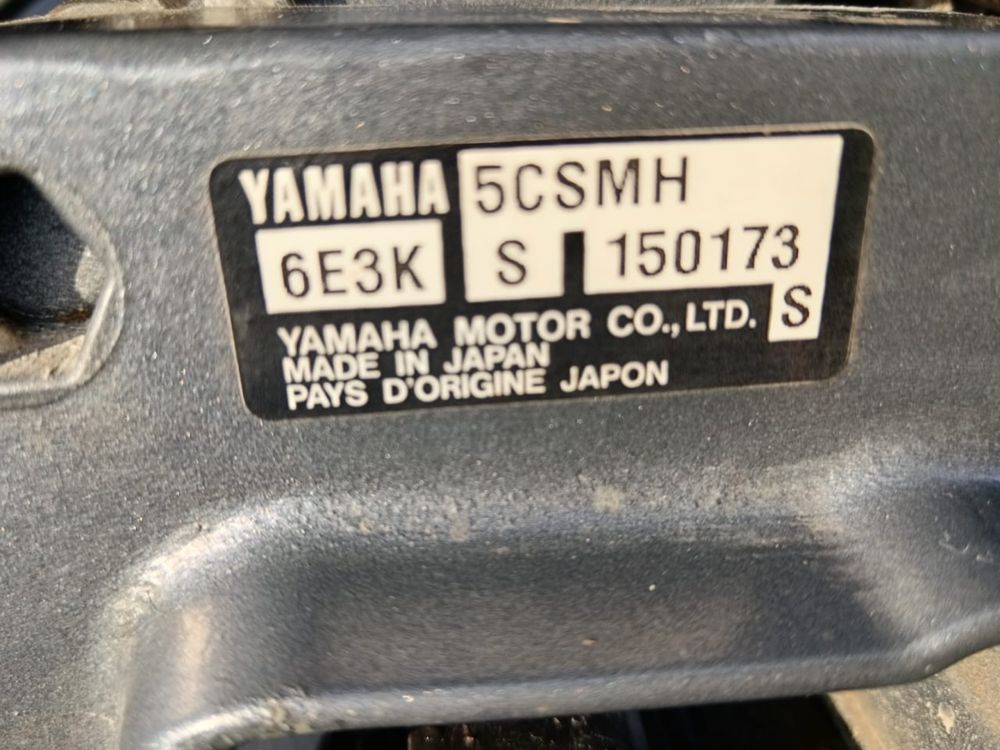 YAMAHA 5CSMH
6E3K S 150173
YAMAHA MOTOR CO., LTD. S
MADE IN JAPAN
PAYS D'ORIGINE JAPON